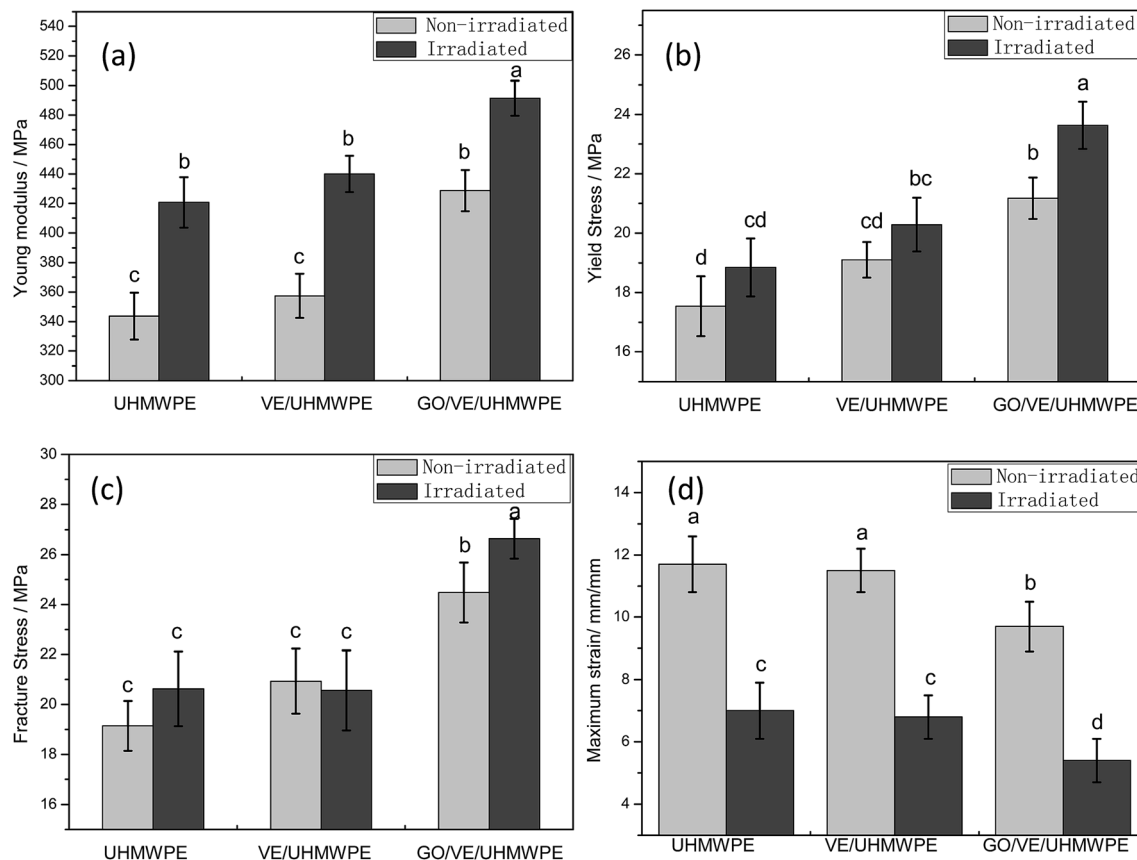 (a)
Non-irradiated
Irradiated
Young modulus / MPa
550
540
520
500
480
460
440
420
400
380
360
340
320
300
c
b
c
b
b
a
UHMWPE
VE/UHMWPE
GO/VE/UHMWPE
(b)
Non-irradiated
Irradiated
Yield Stress / MPa
26
24
22
20
18
16
d
cd
cd
bc
b
a
UHMWPE
VE/UHMWPE
GO/VE/UHMWPE
(c)
Non-irradiated
Irradiated
Fracture Stress / MPa
30
28
26
24
22
20
18
16
c
c
c
c
b
a
UHMWPE
VE/UHMWPE
GO/VE/UHMWPE
(d)
Non-irradiated
Irradiated
Maximum strain/ mm/mm
14
12
10
8
6
4
a
c
a
c
b
d
UHMWPE
VE/UHMWPE
GO/VE/UHMWPE